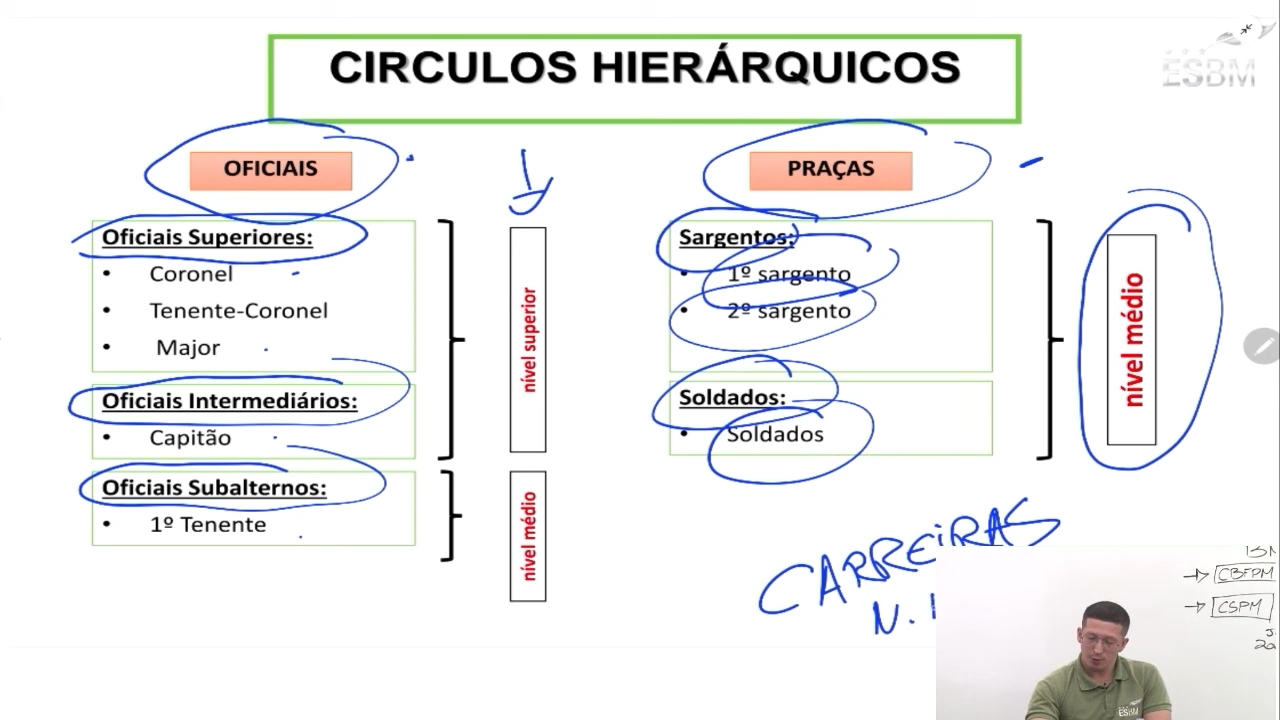 CIRCULOS HIERÁRQUICOS
ESBM
OFICIAIS
Oficiais Superiores:
• Coronel
• Tenente-Coronel
• Major
Oficiais Intermediários:
• Capitão
nível superior
Oficiais Subalternos:
• 1º Tenente
nível médio
PRAÇAS
Sargentos:
• 1º sargento
• 2º sargento
Soldados:
• Soldados
nível médio
CARREIRAS
N.
CBFPM
CSPM
ESBM